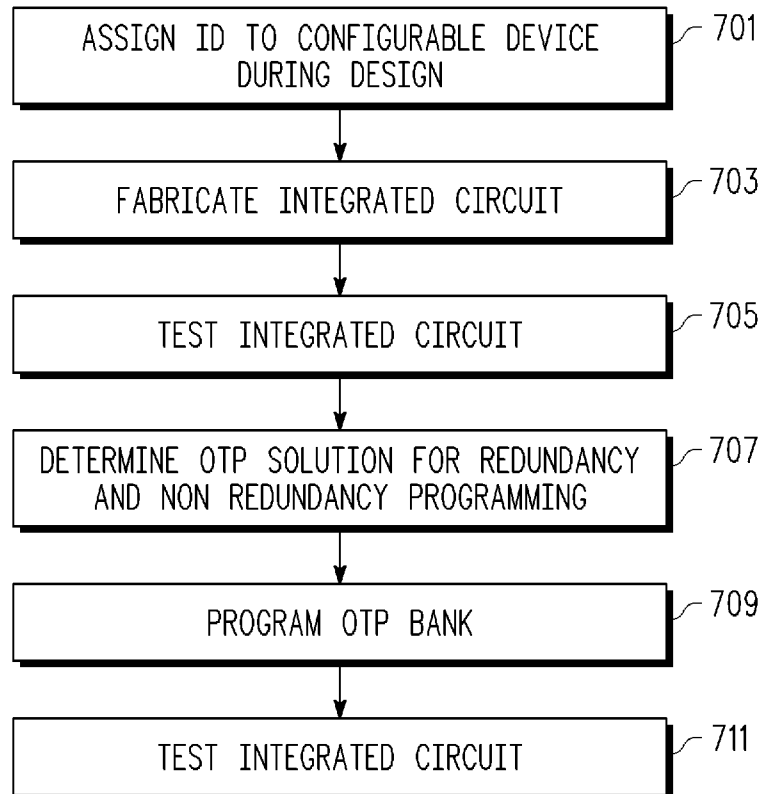 ASSIGN ID TO CONFIGURABLE DEVICE
DURING DESIGN
701
FABRICATE INTEGRATED CIRCUIT
703
TEST INTEGRATED CIRCUIT
705
DETERMINE OTP SOLUTION FOR REDUNDANCY
AND NON REDUNDANCY PROGRAMMING
707
PROGRAM OTP BANK
709
TEST INTEGRATED CIRCUIT
711